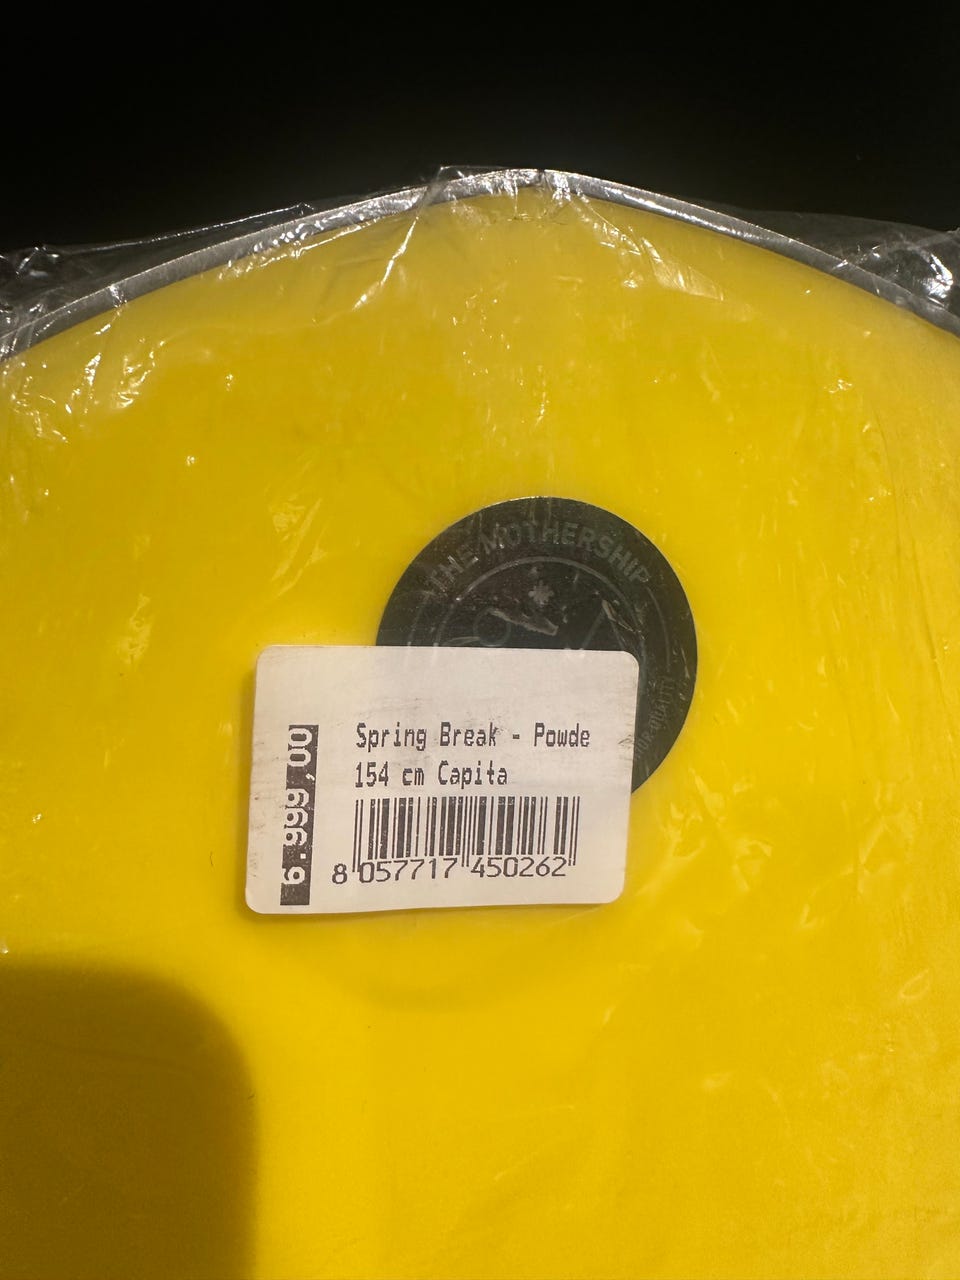 THE MOTHERSHIP
6.999,00
Spring Break - Powde
154 cm Capita
8 057717 450262